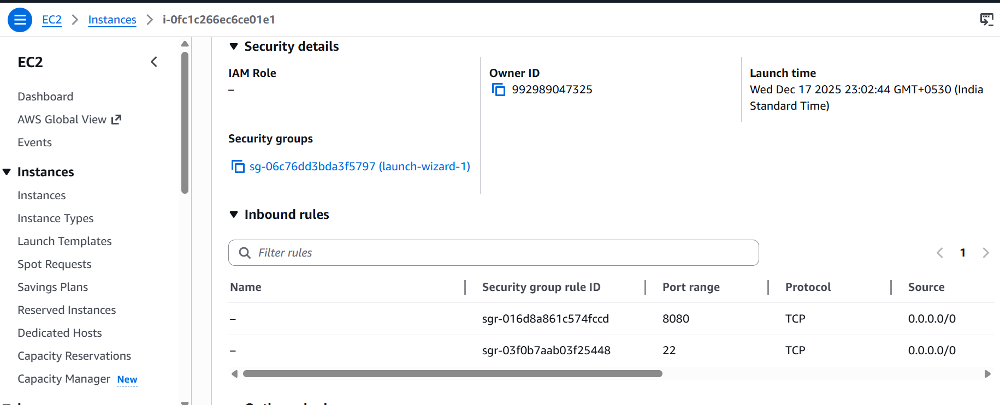 EC2 > Instances > i-0fc1c266ec6ce01e1
EC2
Dashboard
AWS Global View
Events
Instances
Instances
Instance Types
Launch Templates
Spot Requests
Savings Plans
Reserved Instances
Dedicated Hosts
Capacity Reservations
Capacity Manager New
Security details
IAM Role
–
Owner ID
992989047325
Launch time
Wed Dec 17 2025 23:02:44 GMT+0530 (India
Standard Time)
Security groups
sg-06c76dd3bda3f5797 (launch-wizard-1)
Inbound rules
Filter rules
1
Name Security group rule ID Port range Protocol Source
– sgr-016d8a861c574fccd 8080 TCP 0.0.0.0/0
– sgr-03f0b7aab03f25448 22 TCP 0.0.0.0/0